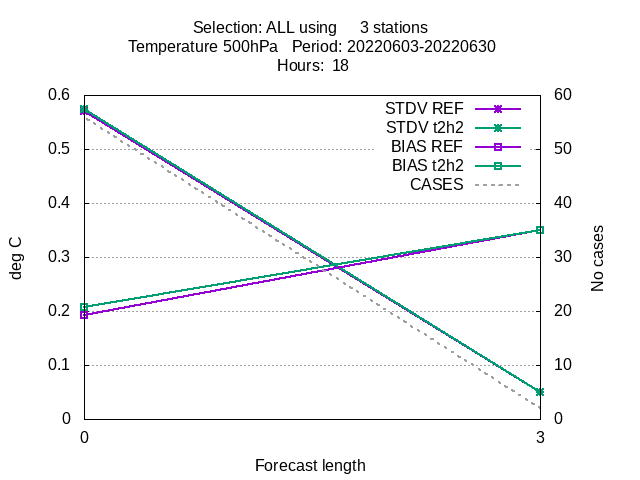 Selection: ALL using 3 stations
Temperature 500hPa Period: 20220603-20220630
Hours: 18
0.6
60
STDV REF
STDV t2h2
0.5
50
BIAS REF
BIAS t2h2
CASES
0.4
40
deg C
0.3
30
No cases
0.2
20
0.1
10
0
0
0
3
Forecast length